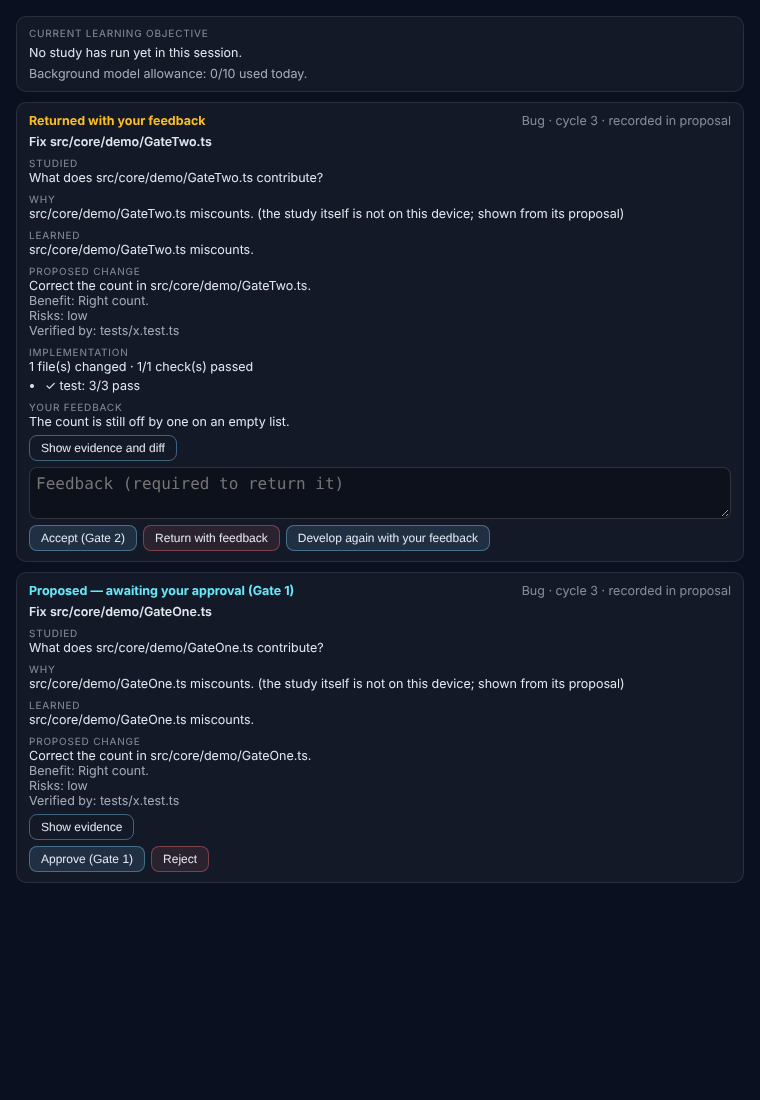 CURRENT LEARNING OBJECTIVE
No study has run yet in this session.
Background model allowance: 0/10 used today.
Returned with your feedback
Bug · cycle 3 · recorded in proposal
Fix src/core/demo/GateTwo.ts
STUDIED
What does src/core/demo/GateTwo.ts contribute?
WHY
src/core/demo/GateTwo.ts miscounts. (the study itself is not on this device; shown from its proposal)
LEARNED
src/core/demo/GateTwo.ts miscounts.
PROPOSED CHANGE
Correct the count in src/core/demo/GateTwo.ts.
Benefit: Right count.
Risks: low
Verified by: tests/x.test.ts
IMPLEMENTATION
1 file(s) changed · 1/1 check(s) passed
• ✓ test: 3/3 pass
YOUR FEEDBACK
The count is still off by one on an empty list.
Show evidence and diff
Feedback (required to return it)
Accept (Gate 2)
Return with feedback
Develop again with your feedback
Proposed — awaiting your approval (Gate 1)
Bug · cycle 3 · recorded in proposal
Fix src/core/demo/GateOne.ts
STUDIED
What does src/core/demo/GateOne.ts contribute?
WHY
src/core/demo/GateOne.ts miscounts. (the study itself is not on this device; shown from its proposal)
LEARNED
src/core/demo/GateOne.ts miscounts.
PROPOSED CHANGE
Correct the count in src/core/demo/GateOne.ts.
Benefit: Right count.
Risks: low
Verified by: tests/x.test.ts
Show evidence
Approve (Gate 1)
Reject